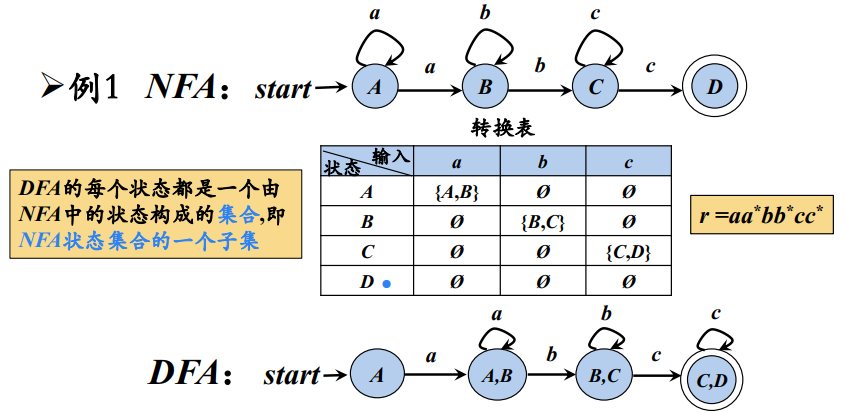 a b c
➢例1 NFA： start A a B b C c D
转换表
DFA的每个状态都是一个由
NFA中的状态构成的集合,即
NFA状态集合的一个子集
状态 输入 a b c
A {A,B} Ø Ø
B Ø {B,C} Ø
C Ø Ø {C,D}
D Ø Ø Ø
r =aa*bb*cc*
a b c
DFA： start A a A,B b B,C c C,D